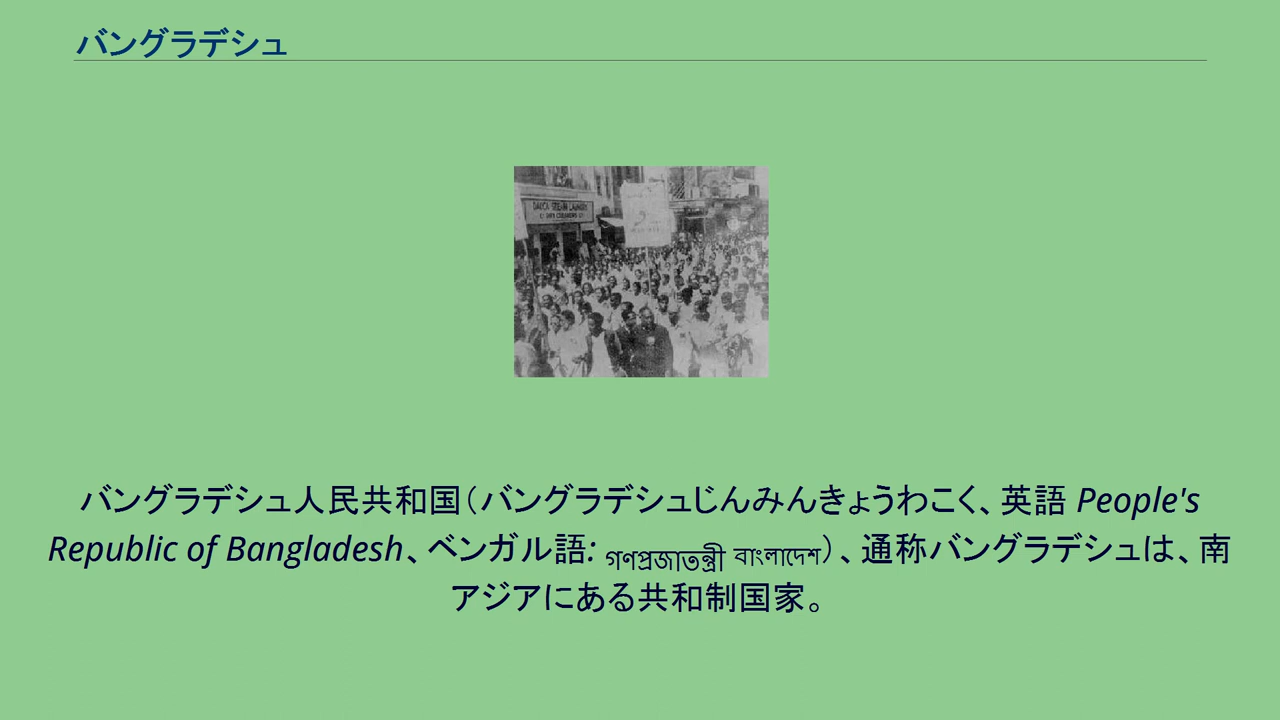 バングラデシュ
DACCA STEAM LAUNDRY
バングラデシュ人民共和国（バングラデシュじんみんきょうわこく、英語 People's
Republic of Bangladesh、ベンガル語: গণপ্রজাতন্ত্রী বাংলাদেশ）、通称バングラデシュは、南
アジアにある共和制国家。